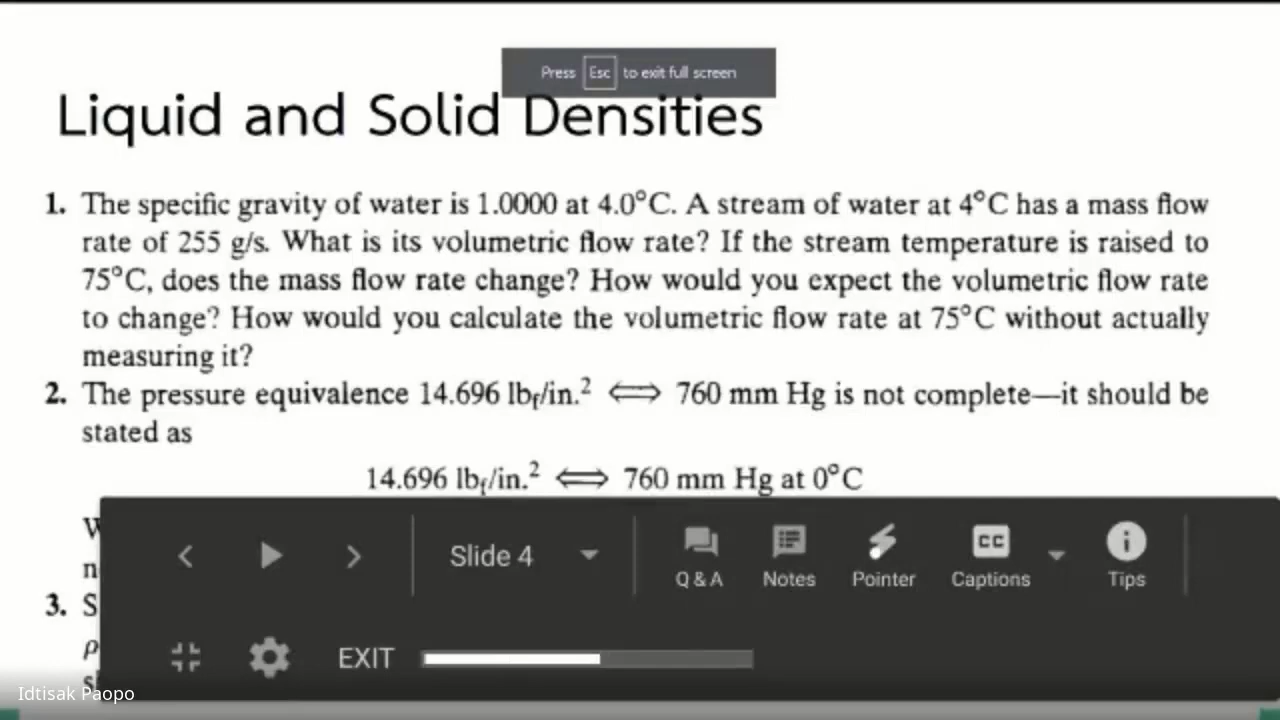 Press Esc to exit full screen
Liquid and Solid Densities
1. The specific gravity of water is 1.0000 at 4.0°C. A stream of water at 4°C has a mass flow
rate of 255 g/s. What is its volumetric flow rate? If the stream temperature is raised to
75°C, does the mass flow rate change? How would you expect the volumetric flow rate
to change? How would you calculate the volumetric flow rate at 75°C without actually
measuring it?
2. The pressure equivalence 14.696 lbf/in.² ⟺ 760 mm Hg is not complete—it should be
stated as
14.696 lbf/in.² ⟺ 760 mm Hg at 0°C
Slide 4
Q & A Notes Pointer CC Captions Tips
3.
ρ
EXIT
Idtisak Paopo